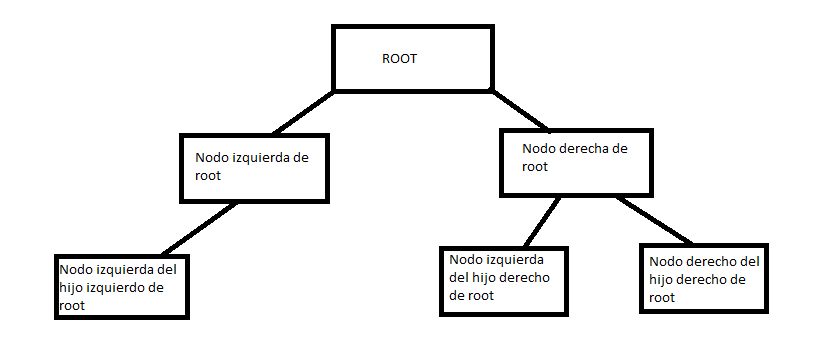 ROOT
Nodo izquierda de
root
Nodo derecha de
root
Nodo izquierda del
hijo izquierdo de
root
Nodo izquierda
del hijo derecho
de root
Nodo derecho del
hijo derecho de
root